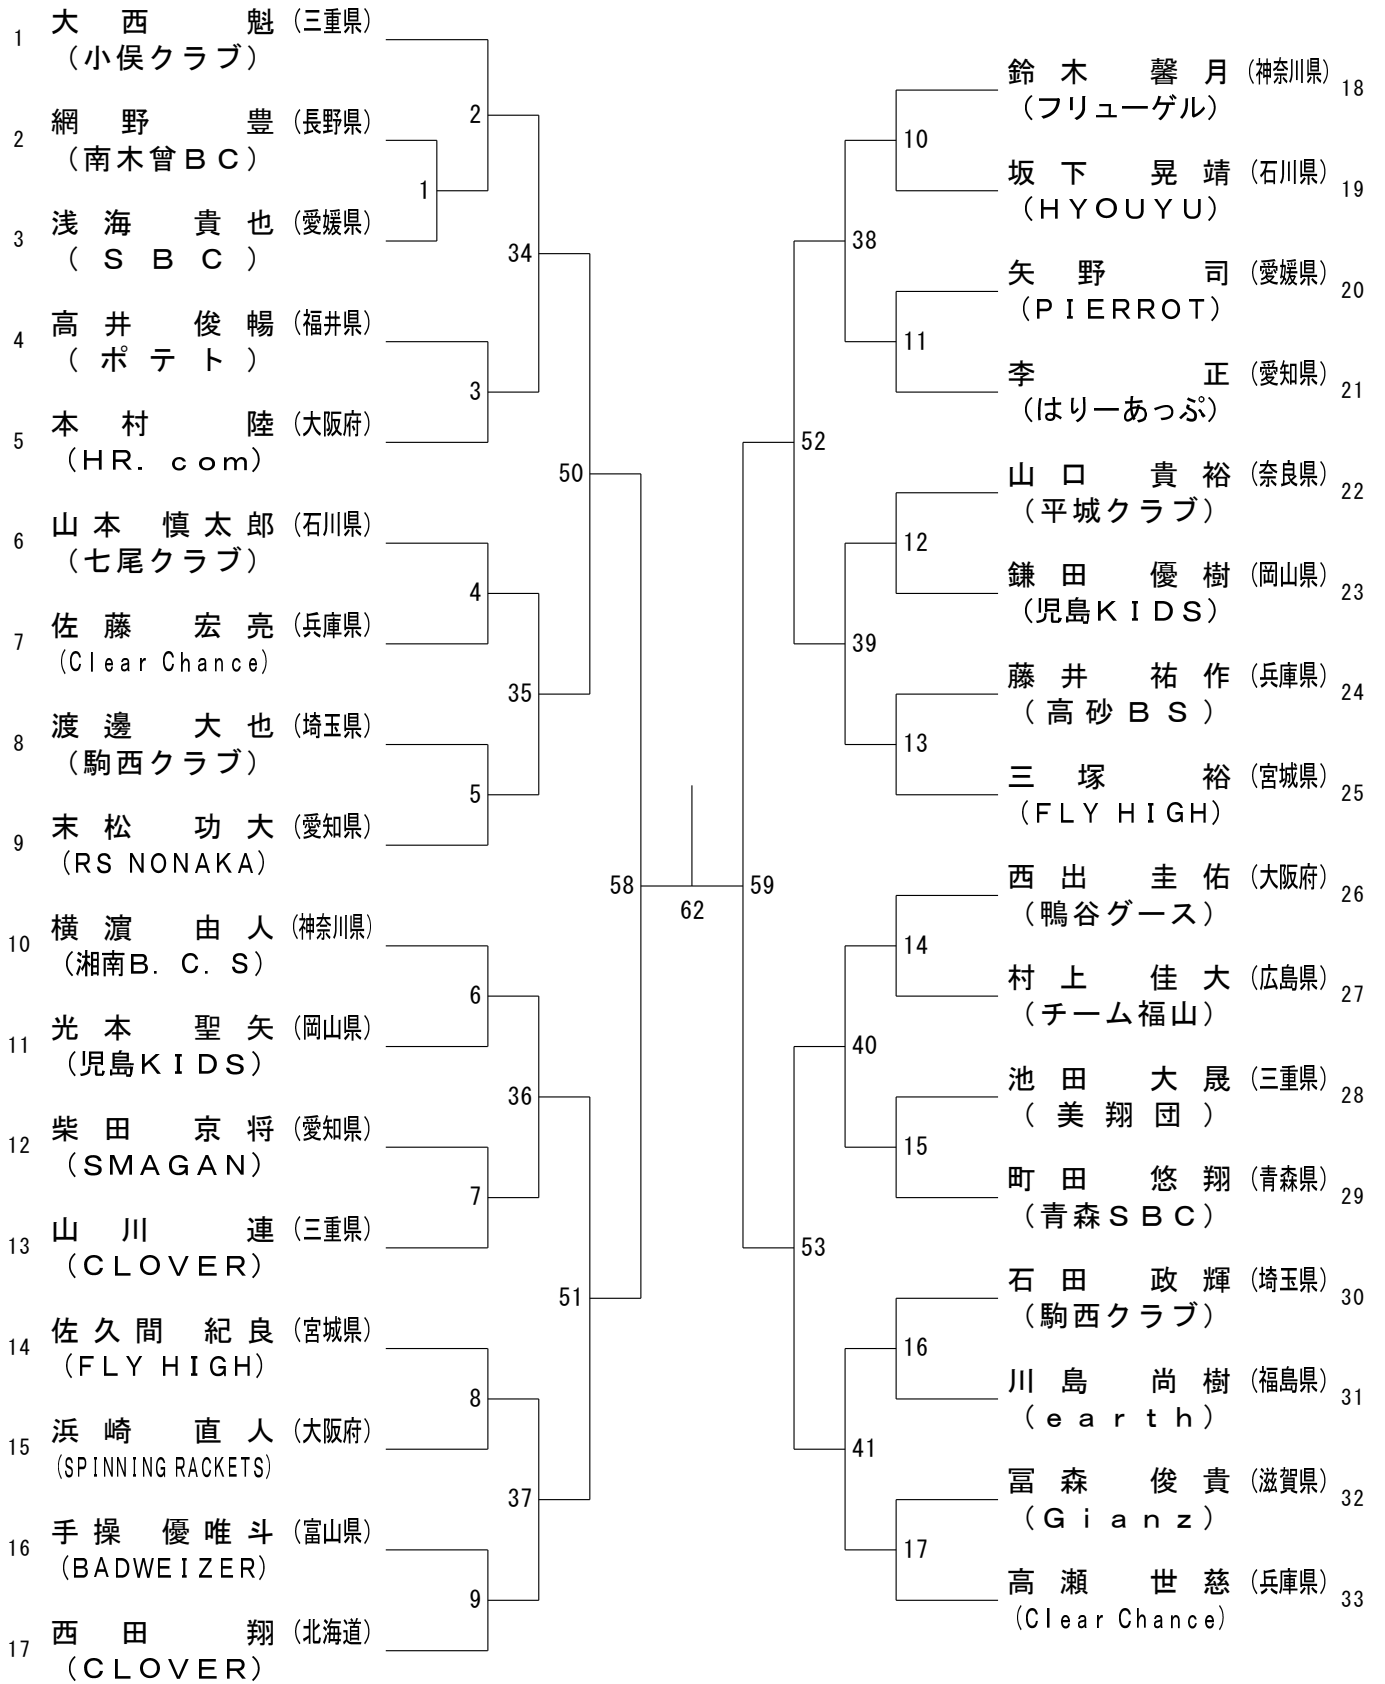 1 大西 魁 (三重県)
(小俣クラブ)
2 網野 豊 (長野県)
(南木曾BC)
3 浅海 貴也 (愛媛県)
(SBC)
4 高井 俊暢 (福井県)
(ポテト)
5 本村 陸 (大阪府)
(HR.com)
6 山本 慎太郎 (石川県)
(七尾クラブ)
7 佐藤 宏亮 (兵庫県)
(Clear Chance)
8 渡邊 大也 (埼玉県)
(駒西クラブ)
9 末松 功大 (愛知県)
(RS NONAKA)
10 横濵 由人 (神奈川県)
(湘南B.C.S)
11 光本 聖矢 (岡山県)
(児島KIDS)
12 柴田 京将 (愛知県)
(SMAGAN)
13 山川 連 (三重県)
(CLOVER)
14 佐久間 紀良 (宮城県)
(FLY HIGH)
15 浜崎 直人 (大阪府)
(SPINNING RACKETS)
16 手操 優唯斗 (富山県)
(BADWEIZER)
17 西田 翔 (北海道)
(CLOVER)
1
2
3
4
5
6
7
8
9
34
35
36
37
50
51
58
62
59
52
53
38
39
40
41
10
11
12
13
14
15
16
17
鈴木 馨月 (神奈川県) 18
(フリューゲル)
坂下 晃靖 (石川県) 19
(HYOUYU)
矢野 司 (愛媛県) 20
(PIERROT)
李 正 (愛知県) 21
(はりーあっぷ)
山口 貴裕 (奈良県) 22
(平城クラブ)
鎌田 優樹 (岡山県) 23
(児島KIDS)
藤井 祐作 (兵庫県) 24
(高砂BS)
三塚 裕 (宮城県) 25
(FLY HIGH)
西出 圭佑 (大阪府) 26
(鴨谷グース)
村上 佳大 (広島県) 27
(チーム福山)
池田 大晟 (三重県) 28
(美翔団)
町田 悠翔 (青森県) 29
(青森SBC)
石田 政輝 (埼玉県) 30
(駒西クラブ)
川島 尚樹 (福島県) 31
(earth)
冨森 俊貴 (滋賀県) 32
(Gianz)
高瀬 世慈 (兵庫県) 33
(Clear Chance)